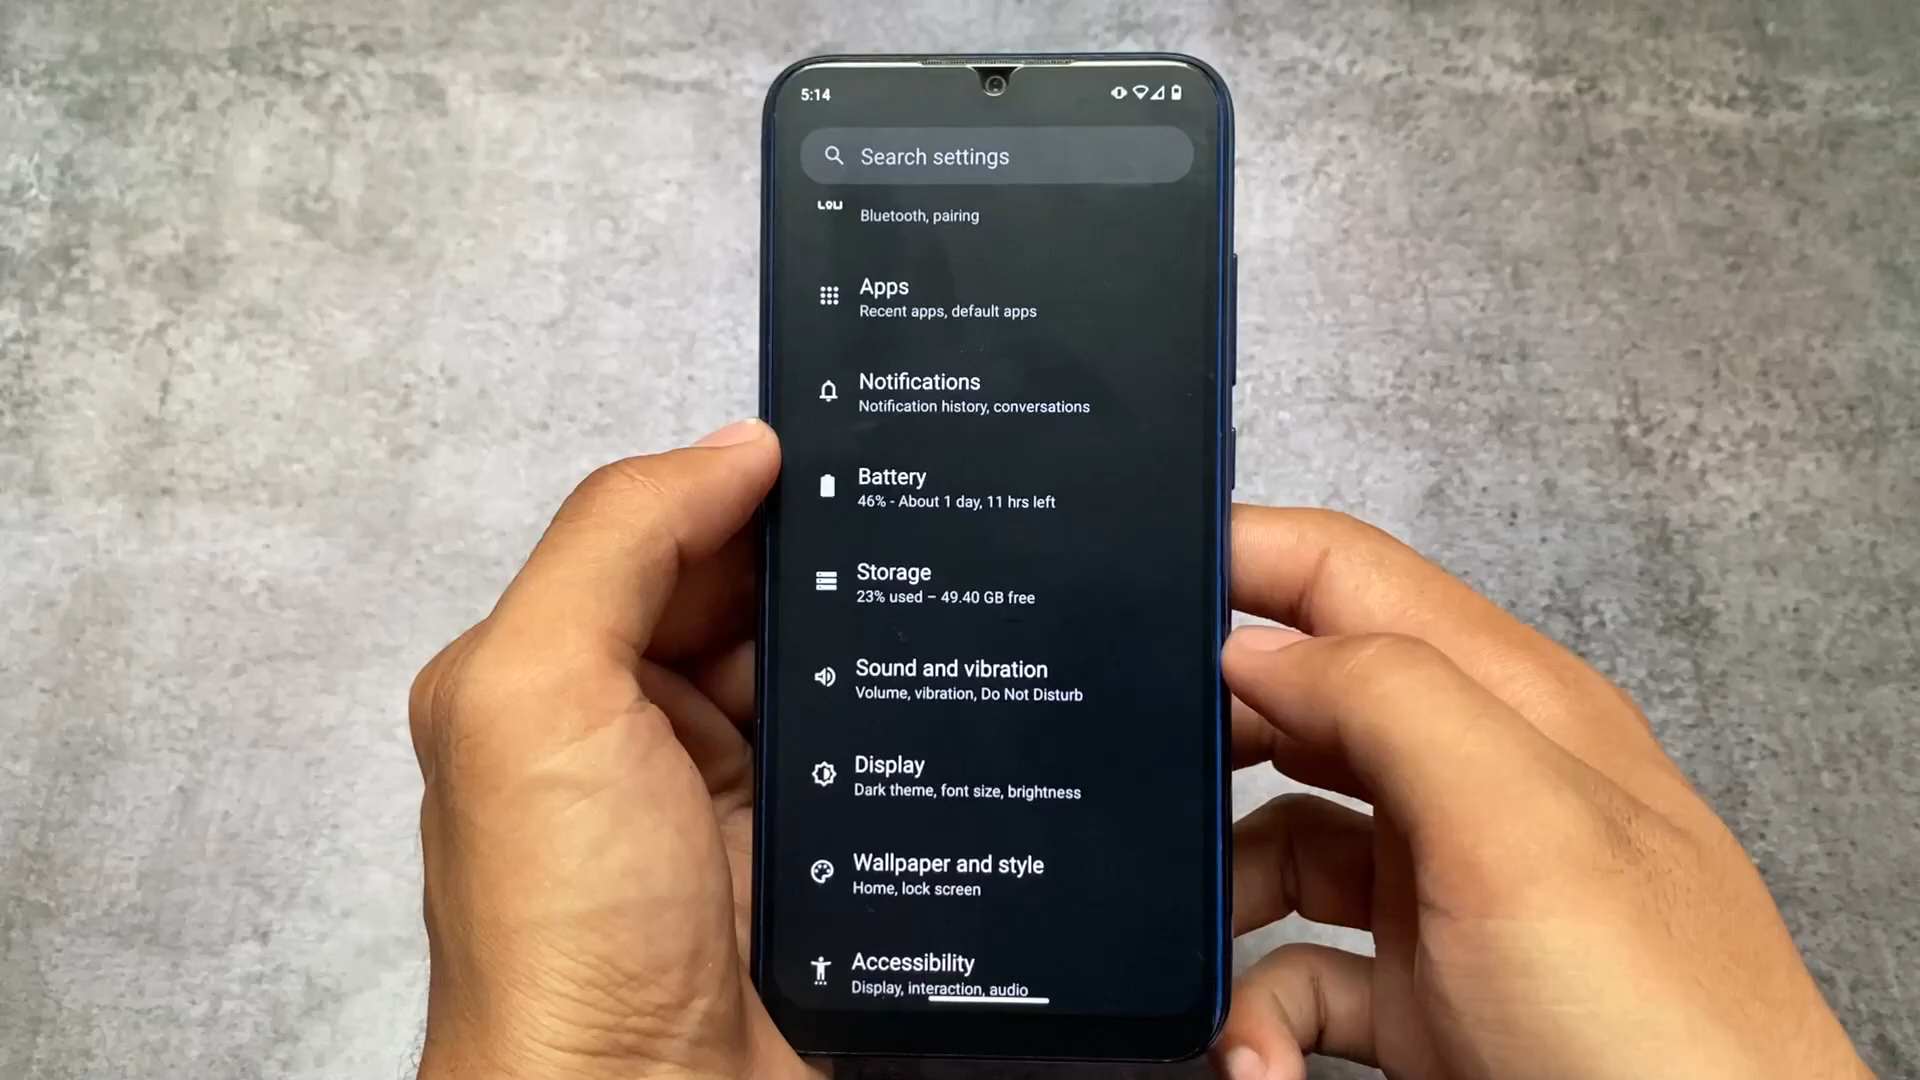 5:14
Search settings
Bluetooth, pairing
Apps
Recent apps, default apps
Notifications
Notification history, conversations
Battery
46% - About 1 day, 11 hrs left
Storage
23% used – 49.40 GB free
Sound and vibration
Volume, vibration, Do Not Disturb
Display
Dark theme, font size, brightness
Wallpaper and style
Home, lock screen
Accessibility
Display, interaction, audio